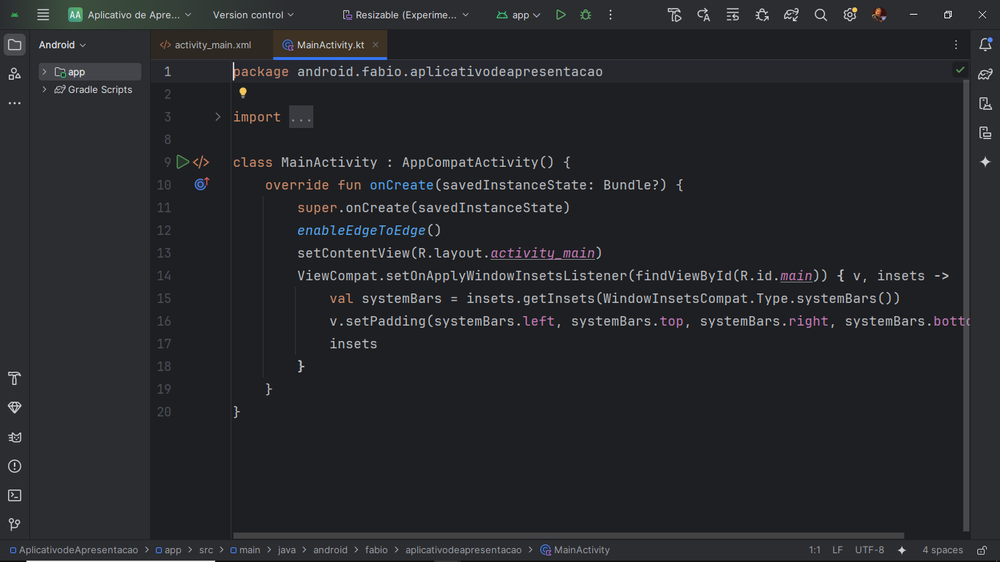 AA Aplicativo de Apre... Version control Resizable (Experime... app
Android
activity_main.xml MainActivity.kt
app
Gradle Scripts
1 package android.fabio.aplicativodeapresentacao
2
3 import ...
8
9 class MainActivity : AppCompatActivity() {
10 override fun onCreate(savedInstanceState: Bundle?) {
11 super.onCreate(savedInstanceState)
12 enableEdgeToEdge()
13 setContentView(R.layout.activity_main)
14 ViewCompat.setOnApplyWindowInsetsListener(findViewById(R.id.main)) { v, insets ->
15 val systemBars = insets.getInsets(WindowInsetsCompat.Type.systemBars())
16 v.setPadding(systemBars.left, systemBars.top, systemBars.right, systemBars.botto
17 insets
18 }
19 }
20 }
AplicativodeApresentacao > app > src > main > java > android > fabio > aplicativodeapresentacao > MainActivity 1:1 LF UTF-8 4 spaces